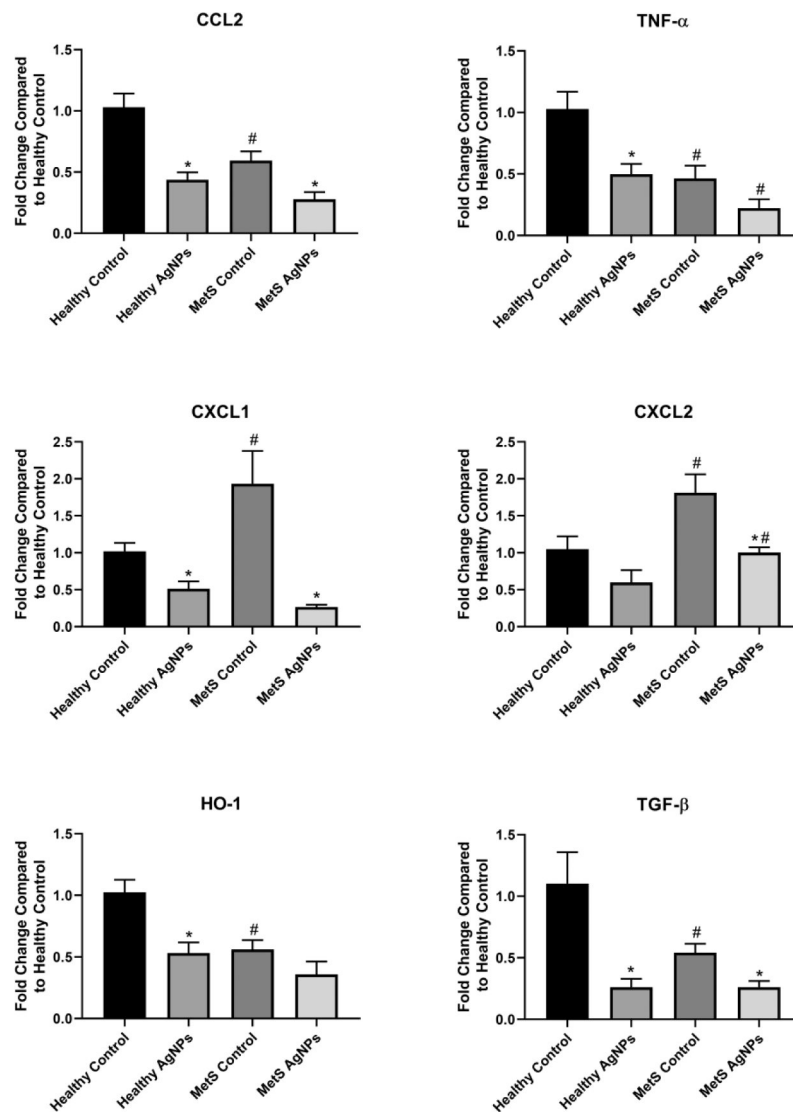 CCL2
Fold Change Compared
to Healthy Control
1.5
1.0
0.5
0.0
*
#
*
Healthy Control
Healthy AgNPs
MetS Control
MetS AgNPs
TNF-α
Fold Change Compared
to Healthy Control
1.5
1.0
0.5
0.0
*
#
#
Healthy Control
Healthy AgNPs
MetS Control
MetS AgNPs
CXCL1
Fold Change Compared
to Healthy Control
2.5
2.0
1.5
1.0
0.5
0.0
*
#
*
Healthy Control
Healthy AgNPs
MetS Control
MetS AgNPs
CXCL2
Fold Change Compared
to Healthy Control
2.5
2.0
1.5
1.0
0.5
0.0
#
*#
Healthy Control
Healthy AgNPs
MetS Control
MetS AgNPs
HO-1
Fold Change Compared
to Healthy Control
1.5
1.0
0.5
0.0
*
#
Healthy Control
Healthy AgNPs
MetS Control
MetS AgNPs
TGF-β
Fold Change Compared
to Healthy Control
1.5
1.0
0.5
0.0
*
#
*
Healthy Control
Healthy AgNPs
MetS Control
MetS AgNPs